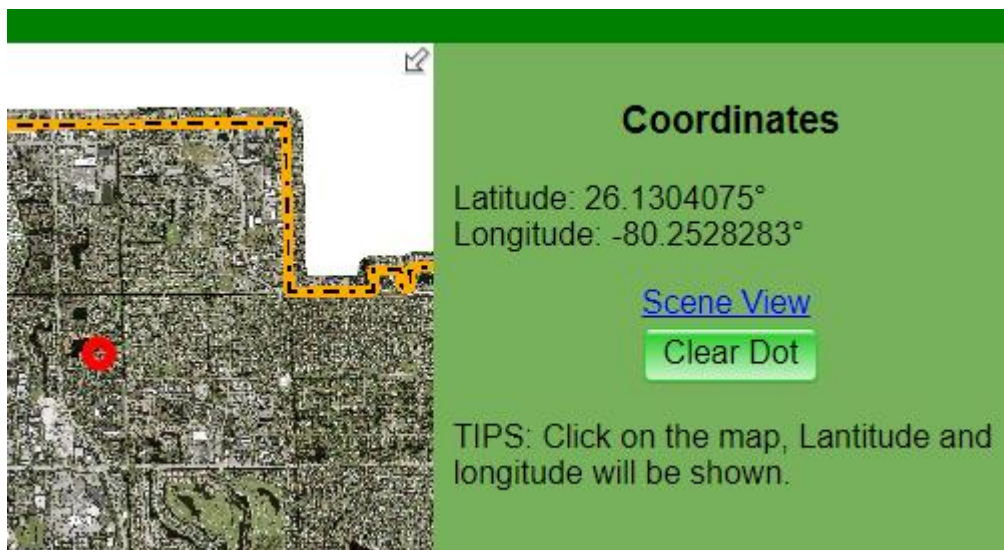 Coordinates
Latitude: 26.1304075°
Longitude: -80.2528283°
Scene View
Clear Dot
TIPS: Click on the map, Lantitude and
longitude will be shown.